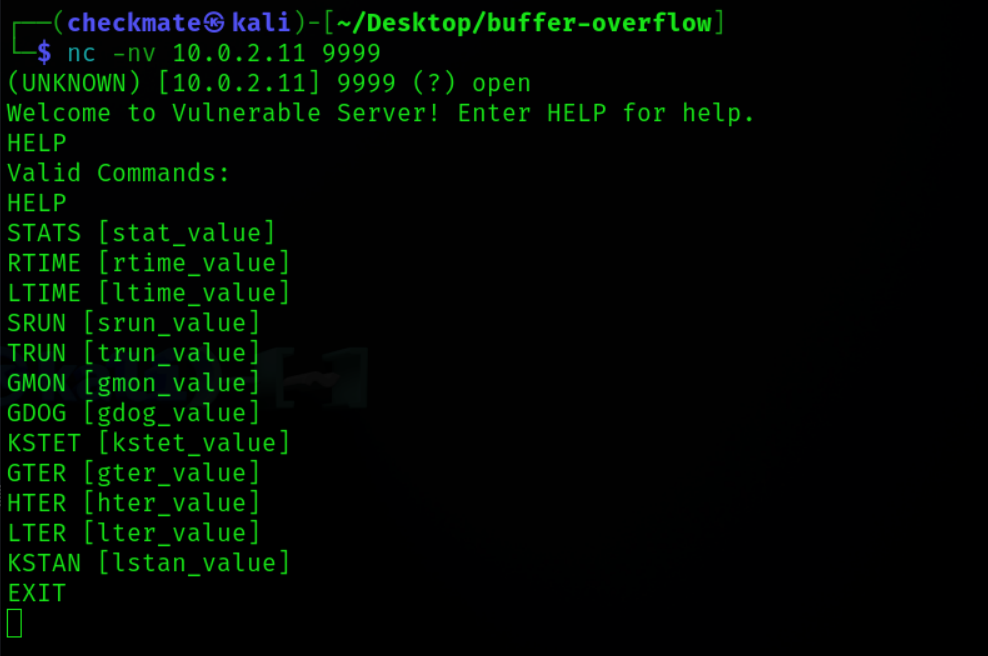 ┌──(checkmate㉿kali)-[~/Desktop/buffer-overflow]
└─$ nc -nv 10.0.2.11 9999
(UNKNOWN) [10.0.2.11] 9999 (?) open
Welcome to Vulnerable Server! Enter HELP for help.
HELP
Valid Commands:
HELP
STATS [stat_value]
RTIME [rtime_value]
LTIME [ltime_value]
SRUN [srun_value]
TRUN [trun_value]
GMON [gmon_value]
GDOG [gdog_value]
KSTET [kstet_value]
GTER [gter_value]
HTER [hter_value]
LTER [lter_value]
KSTAN [lstan_value]
EXIT